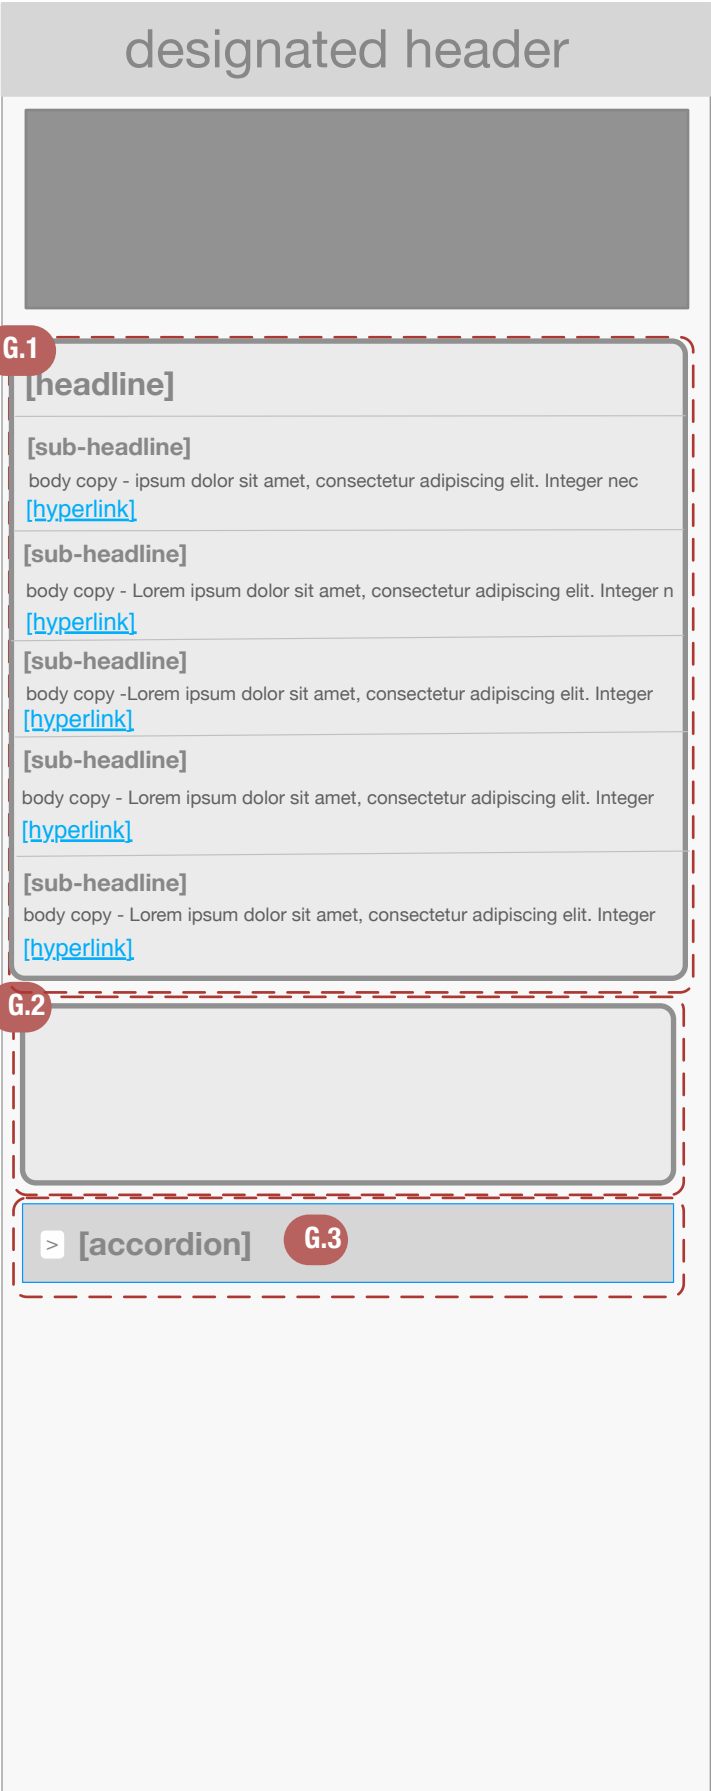 designated header
G.1
[headline]
[sub-headline]
body copy - ipsum dolor sit amet, consectetur adipiscing elit. Integer nec
[hyperlink]
[sub-headline]
body copy - Lorem ipsum dolor sit amet, consectetur adipiscing elit. Integer n
[hyperlink]
[sub-headline]
body copy -Lorem ipsum dolor sit amet, consectetur adipiscing elit. Integer
[hyperlink]
[sub-headline]
body copy - Lorem ipsum dolor sit amet, consectetur adipiscing elit. Integer
[hyperlink]
[sub-headline]
body copy - Lorem ipsum dolor sit amet, consectetur adipiscing elit. Integer
[hyperlink]
G.2
> [accordion] G.3